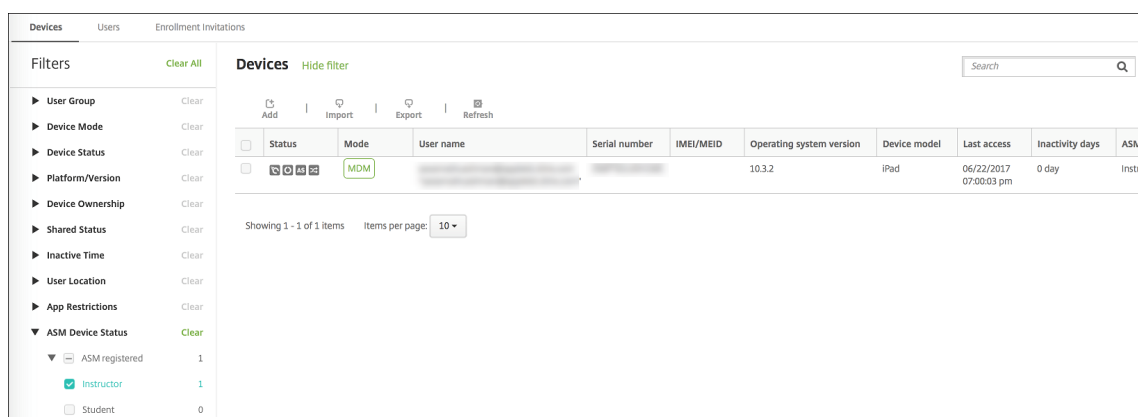 Devices Users Enrollment Invitations
Filters Clear All
User Group Clear
Device Mode Clear
Device Status Clear
Platform/Version Clear
Device Ownership Clear
Shared Status Clear
Inactive Time Clear
User Location Clear
App Restrictions Clear
ASM Device Status Clear
ASM registered 1
Instructor 1
Student 0
Devices Hide filter
Search
Add | Import | Export | Refresh
Status Mode User name Serial number IMEI/MEID Operating system version Device model Last access Inactivity days ASM
AS MDM 10.3.2 iPad 06/22/2017 0 day Instr
07:00:03 pm
Showing 1 - 1 of 1 items Items per page: 10